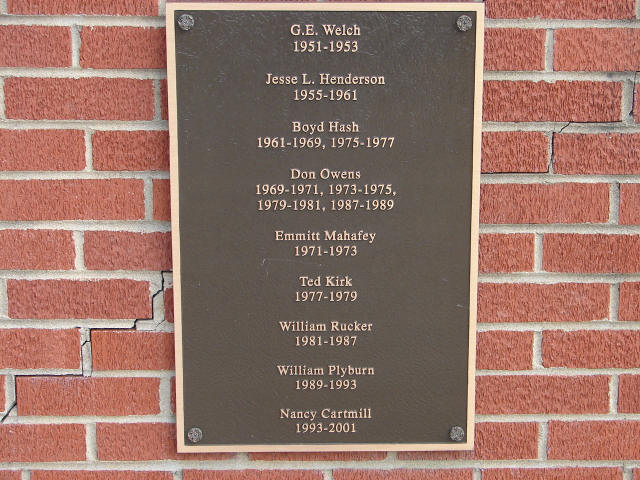 G.E. Welch
1951-1953
Jesse L. Henderson
1955-1961
Boyd Hash
1961-1969, 1975-1977
Don Owens
1969-1971, 1973-1975,
1979-1981, 1987-1989
Emmitt Mahafey
1971-1973
Ted Kirk
1977-1979
William Rucker
1981-1987
William Plyburn
1989-1993
Nancy Cartmill
1993-2001